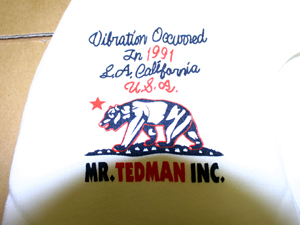 Vibration Occurred
In 1991
L.A. California
U.S.A.
MR. TEDMAN INC.